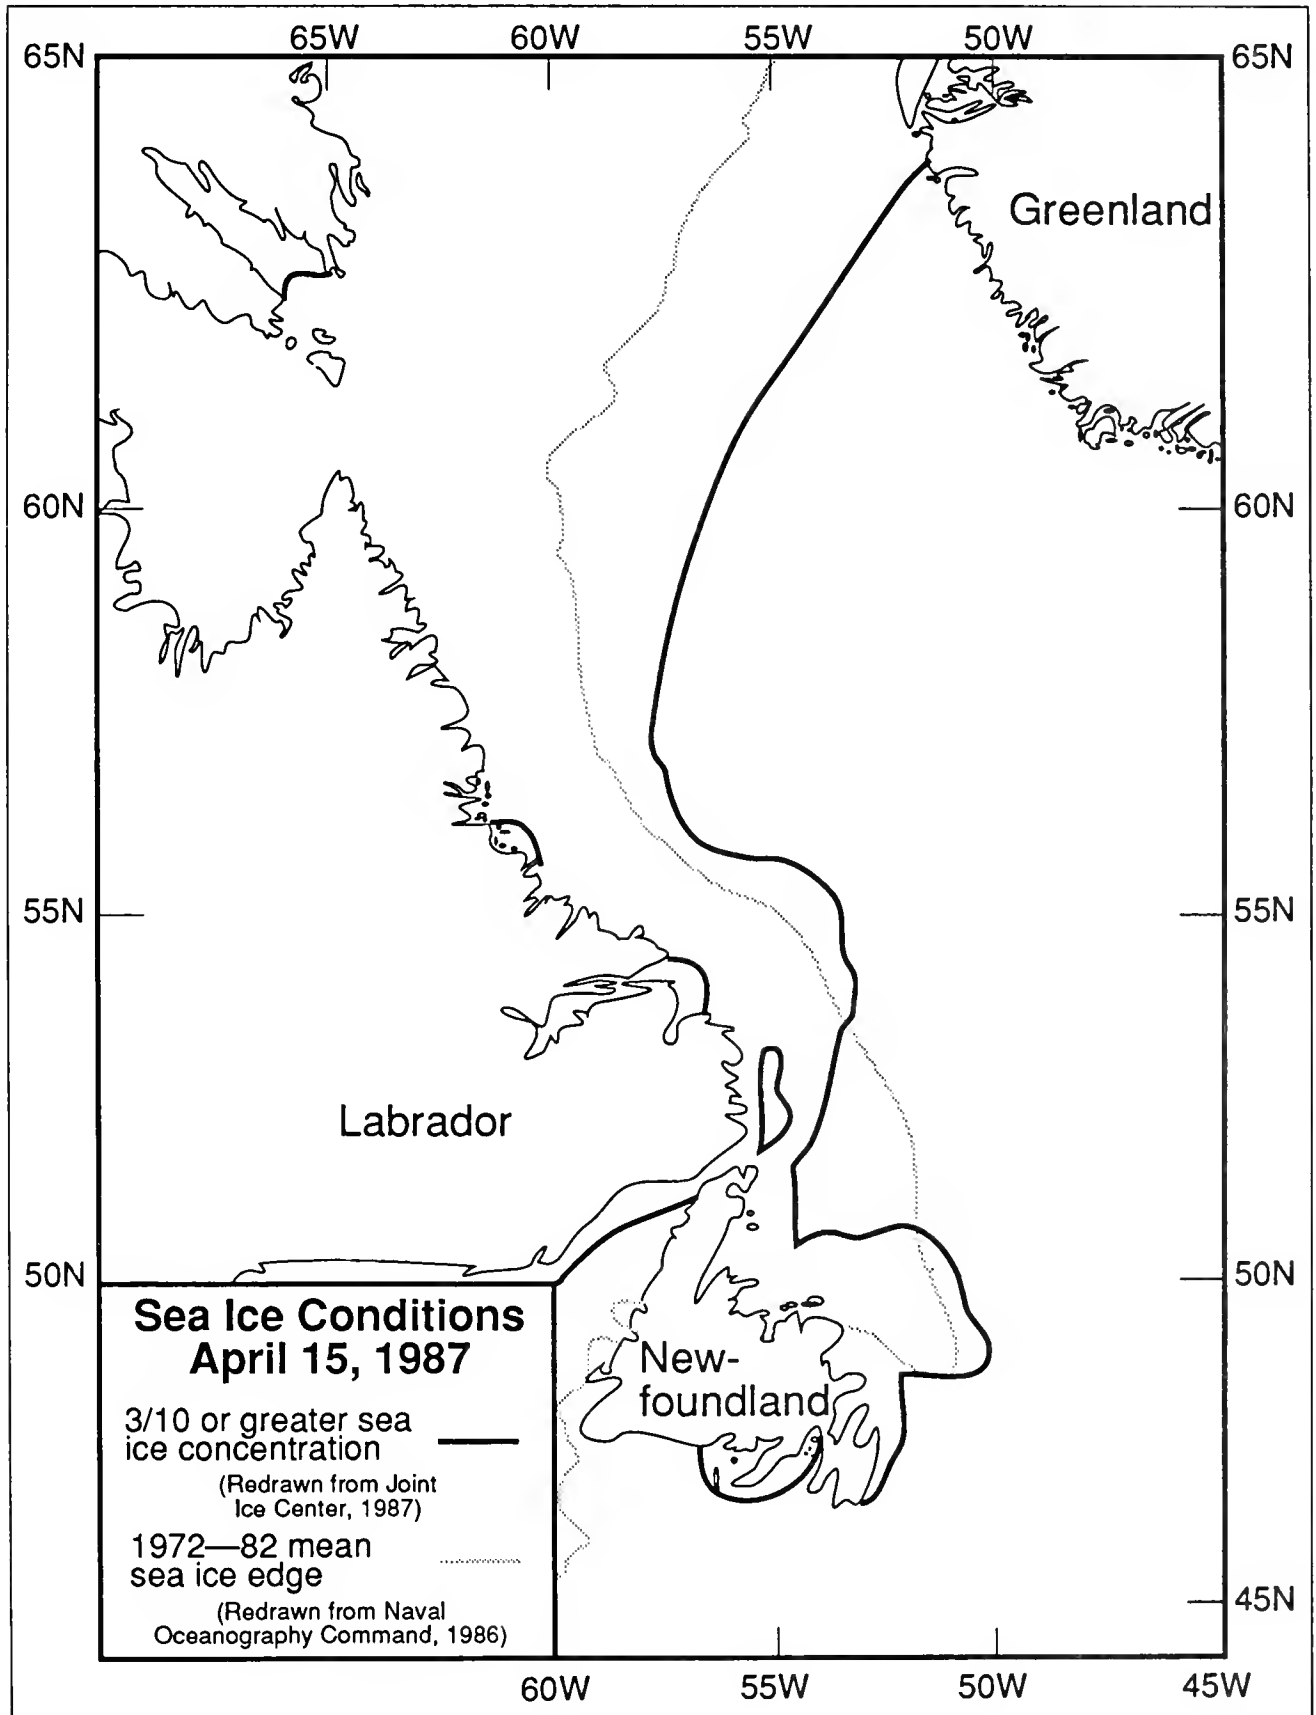 65W 60W 55W 50W
65N 65N
Greenland
60N 60N
55N 55N
Labrador
50N 50N
Sea Ice Conditions
April 15, 1987
New-
foundland
3/10 or greater sea
ice concentration
(Redrawn from Joint
Ice Center, 1987)
1972—82 mean
sea ice edge
(Redrawn from Naval
Oceanography Command, 1986)
45N
60W 55W 50W 45W